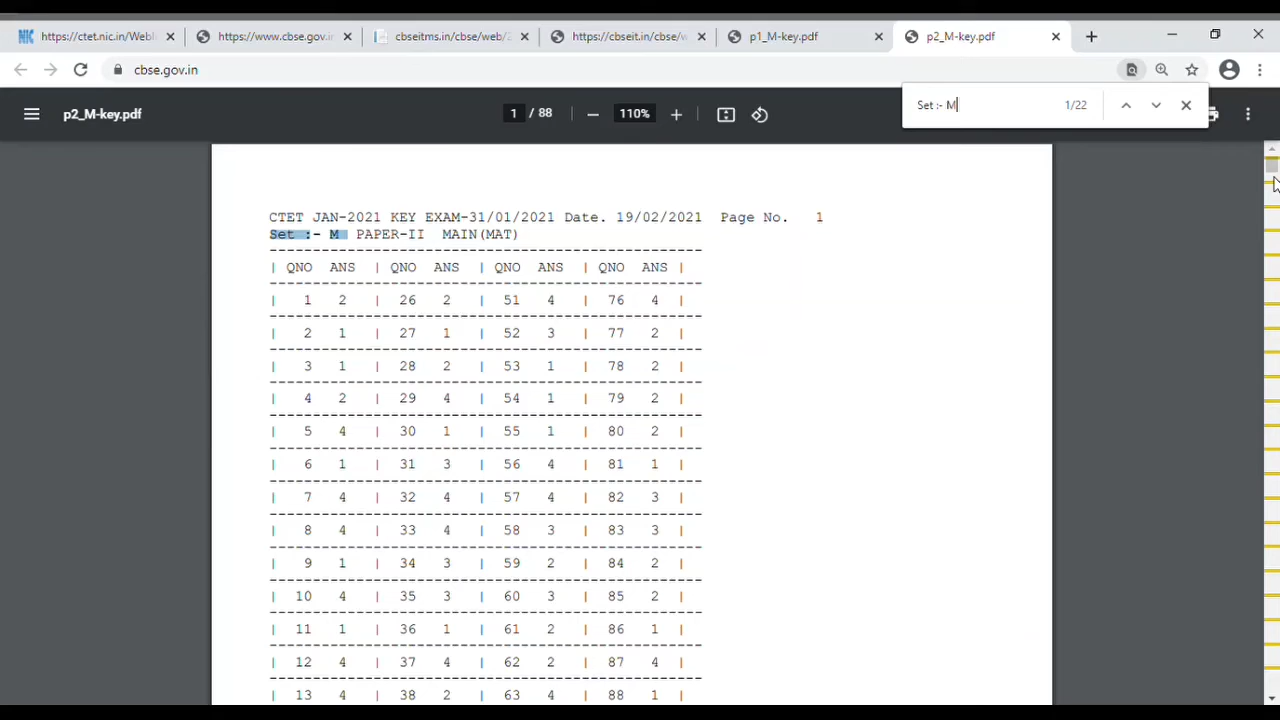 https://ctet.nic.in/Webi
https://www.cbse.gov.in
cbseitms.in/cbse/web/
https://cbseit.in/cbse/w
p1_M-key.pdf
p2_M-key.pdf
cbse.gov.in
Set :- M 1/22
p2_M-key.pdf 1 / 88 110%
CTET JAN-2021 KEY EXAM-31/01/2021 Date. 19/02/2021 Page No. 1
Set :- M PAPER-II MAIN(MAT)
-----------------------------------------------------
| QNO ANS | QNO ANS | QNO ANS | QNO ANS |
-----------------------------------------------------
| 1 2 | 26 2 | 51 4 | 76 4 |
-----------------------------------------------------
| 2 1 | 27 1 | 52 3 | 77 2 |
-----------------------------------------------------
| 3 1 | 28 2 | 53 1 | 78 2 |
-----------------------------------------------------
| 4 2 | 29 4 | 54 1 | 79 2 |
-----------------------------------------------------
| 5 4 | 30 1 | 55 1 | 80 2 |
-----------------------------------------------------
| 6 1 | 31 3 | 56 4 | 81 1 |
-----------------------------------------------------
| 7 4 | 32 4 | 57 4 | 82 3 |
-----------------------------------------------------
| 8 4 | 33 4 | 58 3 | 83 3 |
-----------------------------------------------------
| 9 1 | 34 3 | 59 2 | 84 2 |
-----------------------------------------------------
| 10 4 | 35 3 | 60 3 | 85 2 |
-----------------------------------------------------
| 11 1 | 36 1 | 61 2 | 86 1 |
-----------------------------------------------------
| 12 4 | 37 4 | 62 2 | 87 4 |
-----------------------------------------------------
| 13 4 | 38 2 | 63 4 | 88 1 |